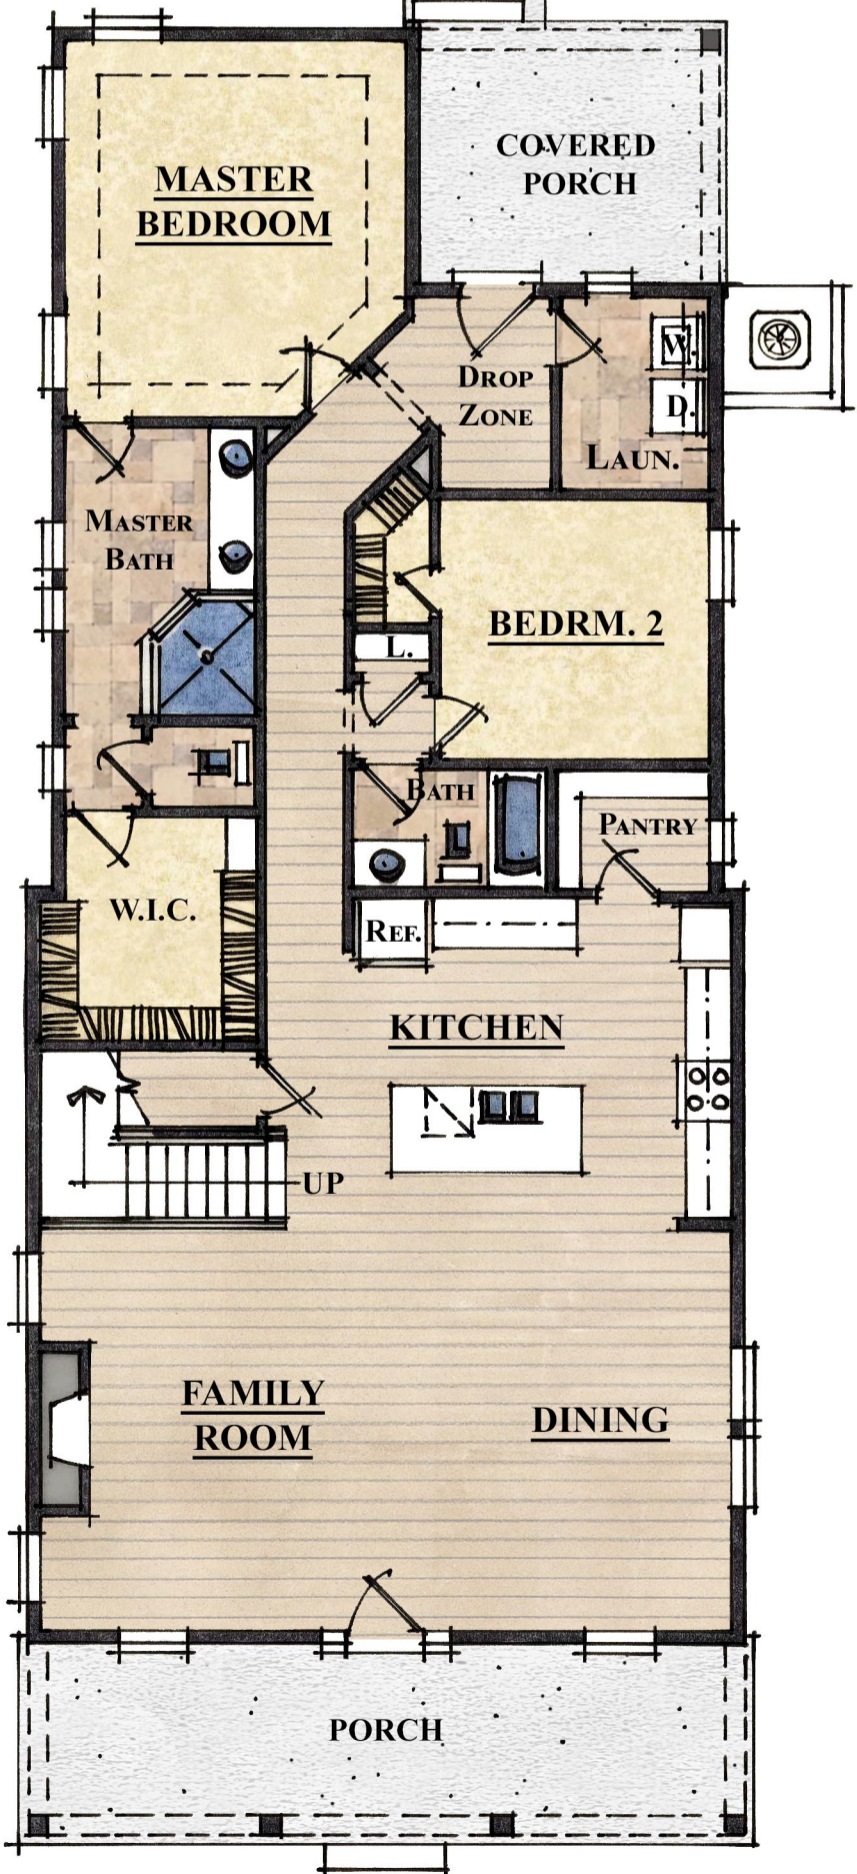 COVERED
PORCH
MASTER
BEDROOM
W.
DROP
ZONE
D.
LAUN.
MASTER
BATH
BEDRM. 2
L.
BATH
PANTRY
W.I.C.
REF.
KITCHEN
UP
FAMILY
ROOM
DINING
PORCH